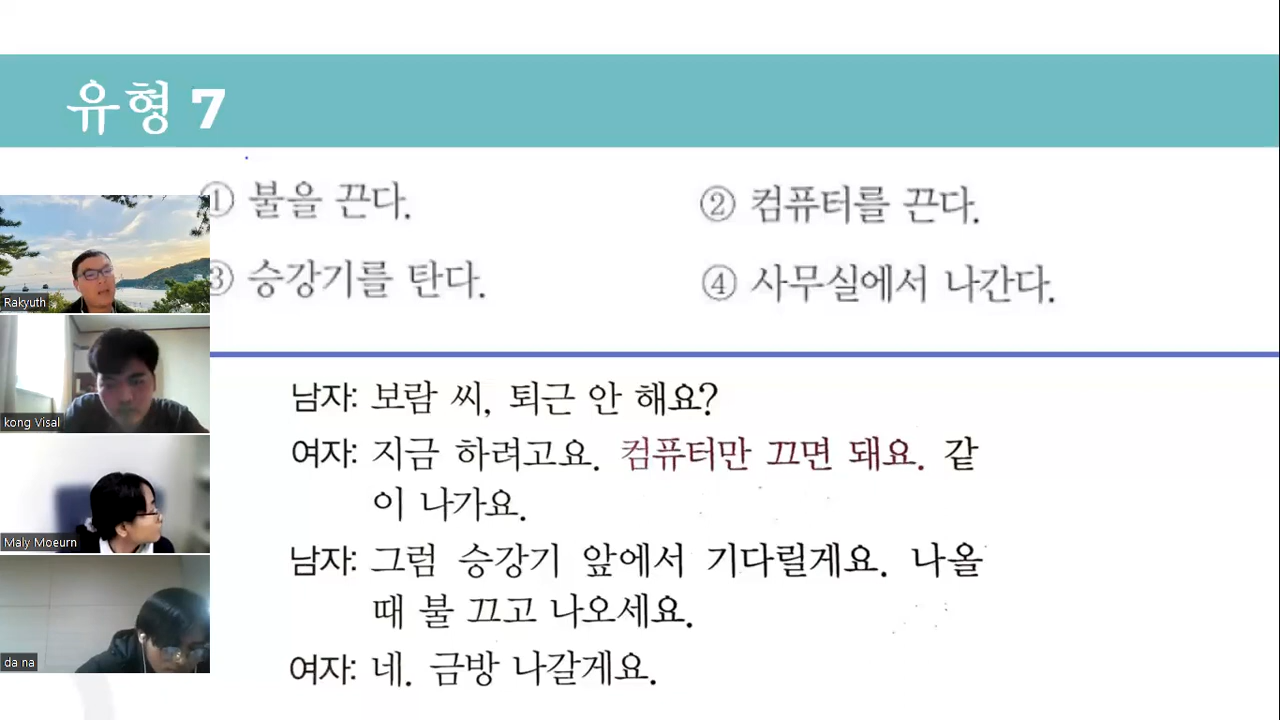 유형 7
① 불을 끈다.
② 컴퓨터를 끈다.
③ 승강기를 탄다.
④ 사무실에서 나간다.
남자: 보람 씨, 퇴근 안 해요?
여자: 지금 하려고요. 컴퓨터만 끄면 돼요. 같
이 나가요.
남자: 그럼 승강기 앞에서 기다릴게요. 나올
때 불 끄고 나오세요.
여자: 네. 금방 나갈게요.
Rakyuth
kong Visal
Maly Moeurn
da na